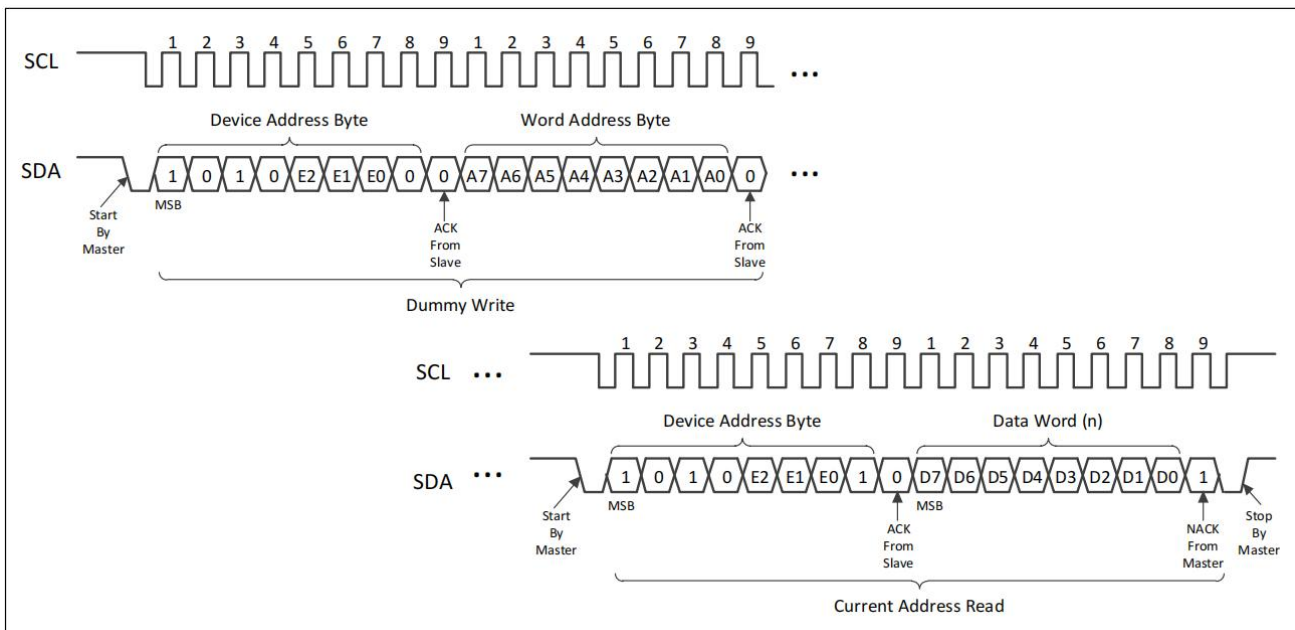 1 2 3 4 5 6 7 8 9 1 2 3 4 5 6 7 8 9
SCL ...
Device Address Byte Word Address Byte
SDA 1 0 1 0 E2 E1 E0 0 0 A7 A6 A5 A4 A3 A2 A1 A0 0 ...
MSB
Start
By
Master
ACK
From
Slave
ACK
From
Slave
Dummy Write
1 2 3 4 5 6 7 8 9 1 2 3 4 5 6 7 8 9
SCL ...
Device Address Byte Data Word (n)
SDA ... 1 0 1 0 E2 E1 E0 1 0 D7 D6 D5 D4 D3 D2 D1 D0 1
MSB MSB
Start
By
Master
ACK
From
Slave
NACK
From
Master
Stop
By
Master
Current Address Read